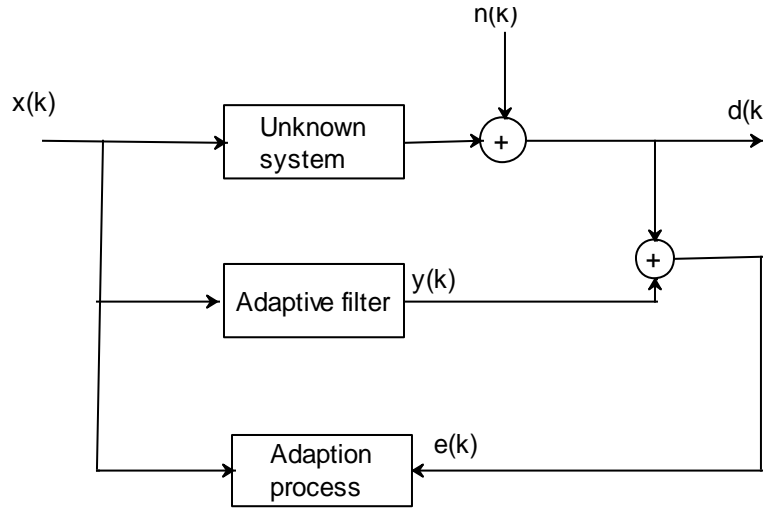 n(k)
x(k)
Unknown
system
+
d(k
+
Adaptive filter
y(k)
Adaption
process
e(k)